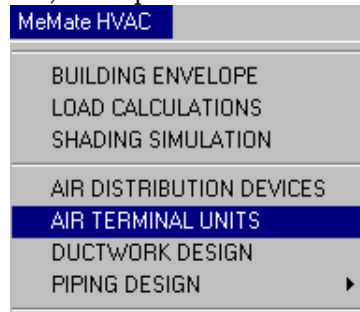 MeMate HVAC
BUILDING ENVELOPE
LOAD CALCULATIONS
SHADING SIMULATION
AIR DISTRIBUTION DEVICES
AIR TERMINAL UNITS
DUCTWORK DESIGN
PIPING DESIGN